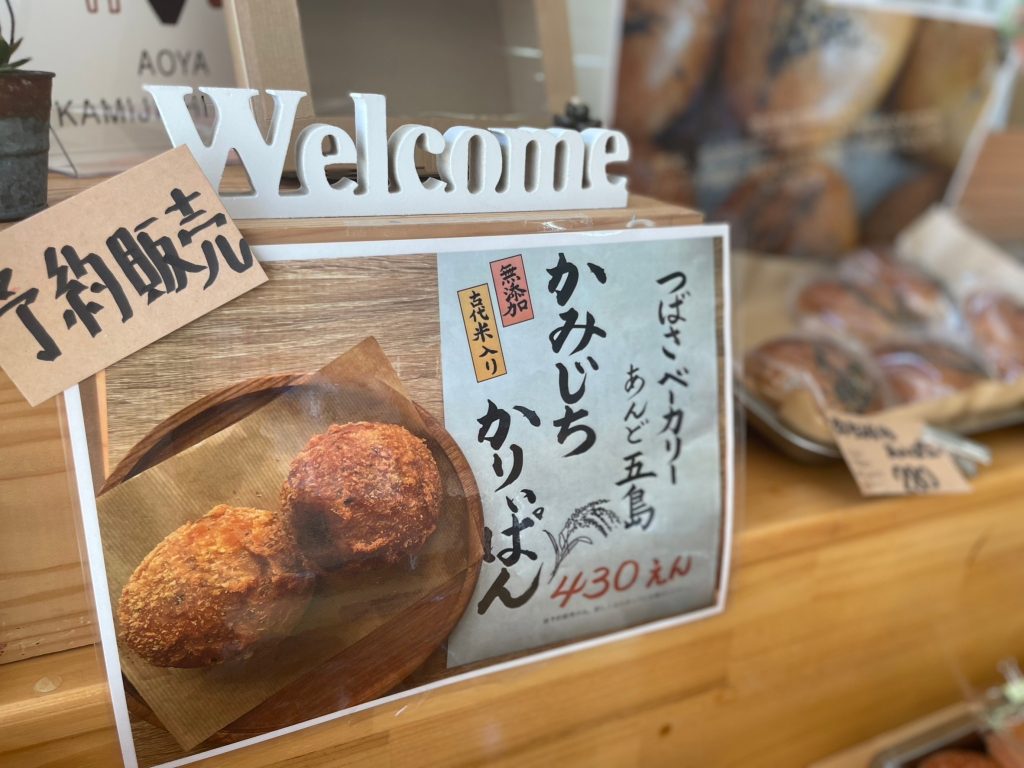 AOYA
Welcome
予約販売
つばさベーカリー
あんど五島
かみじち
かりぃぱん
無添加
古代米入り
430えん